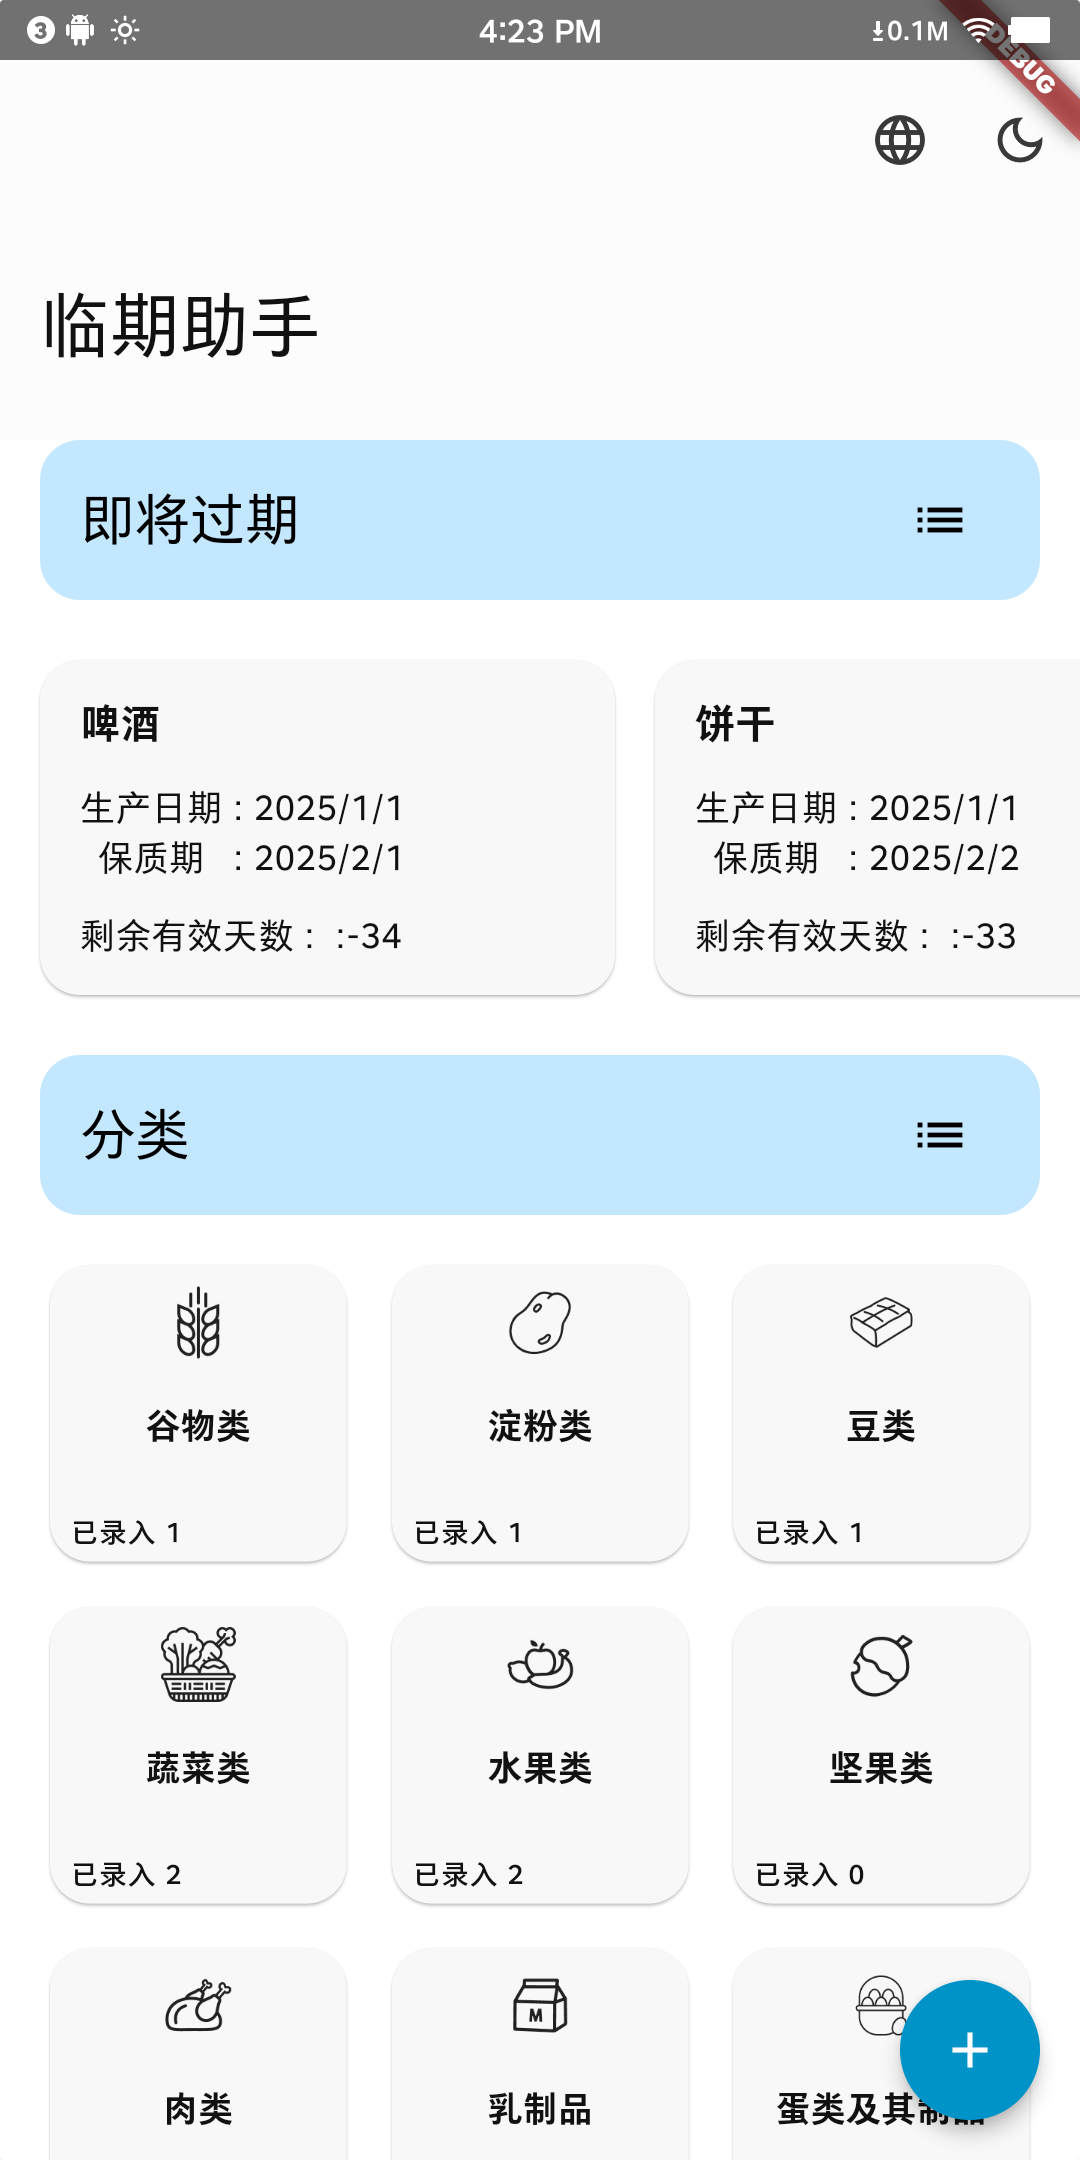 3 4:23 PM 0.1M
DEBUG
临期助手
即将过期
啤酒
生产日期 : 2025/1/1
保质期 : 2025/2/1
剩余有效天数 : :-34
饼干
生产日期 : 2025/1/1
保质期 : 2025/2/2
剩余有效天数 : :-33
分类
谷物类
已录入 1
淀粉类
已录入 1
豆类
已录入 1
蔬菜类
已录入 2
水果类
已录入 2
坚果类
已录入 0
肉类
M
乳制品
蛋类及其制品